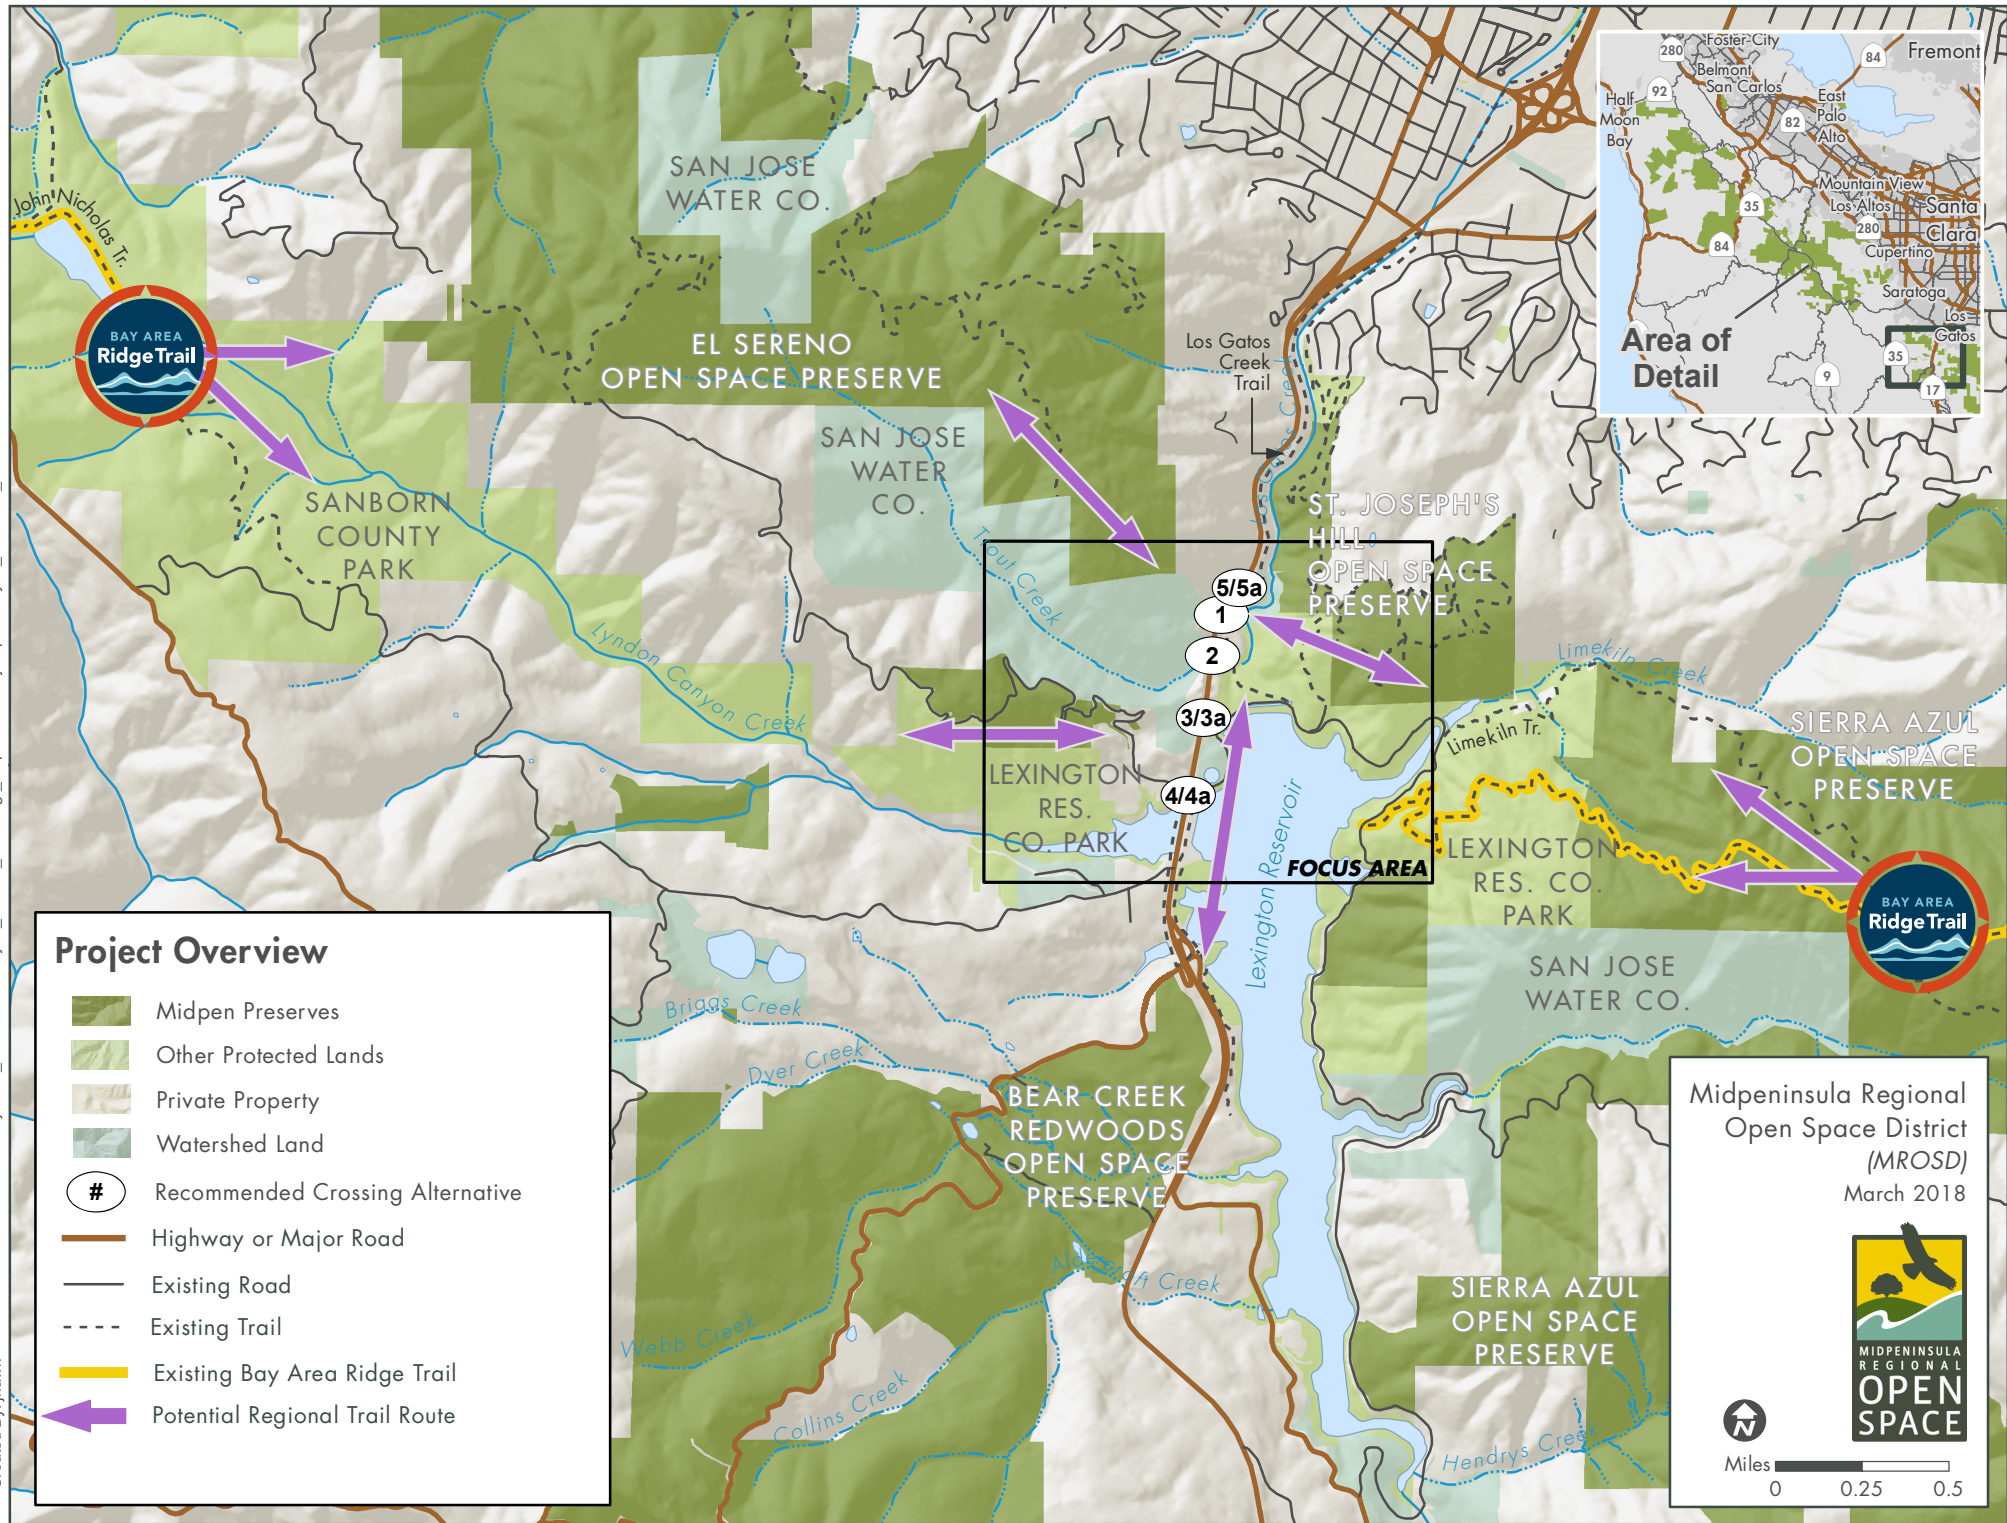 John Nicholas Tr.
BAY AREA
Ridge Trail
SAN JOSE
WATER CO.
EL SERENO
OPEN SPACE PRESERVE
SAN JOSE
WATER
CO.
SANBORN
COUNTY
PARK
Los Gatos
Creek
Trail
Los Gatos Creek
ST. JOSEPH'S
HILL
OPEN SPACE
PRESERVE
Trout Creek
5/5a
1
2
3/3a
4/4a
Lyndon Canyon Creek
LEXINGTON
RES.
CO. PARK
FOCUS AREA
Lexington Reservoir
Limekiln Creek
Limekiln Tr.
SIERRA AZUL
OPEN SPACE
PRESERVE
LEXINGTON
RES. CO.
PARK
BAY AREA
Ridge Trail
SAN JOSE
WATER CO.
Briggs Creek
Dyer Creek
BEAR CREEK
REDWOODS
OPEN SPACE
PRESERVE
Aldercroft Creek
Webb Creek
Collins Creek
SIERRA AZUL
OPEN SPACE
PRESERVE
Hendrys Creek
280
Foster City
84
Fremont
Belmont
San Carlos
92
Half
Moon
Bay
East
Palo
Alto
82
Mountain View
Los Altos
35
Santa
Clara
280
84
Cupertino
Saratoga
Los
Gatos
Area of
Detail
35
9
17
Project Overview
Midpen Preserves
Other Protected Lands
Private Property
Watershed Land
# Recommended Crossing Alternative
Highway or Major Road
Existing Road
Existing Trail
Existing Bay Area Ridge Trail
Potential Regional Trail Route
Midpeninsula Regional
Open Space District
(MROSD)
March 2018
MIDPENINSULA
REGIONAL
OPEN
SPACE
N
Miles
0 0.25 0.5